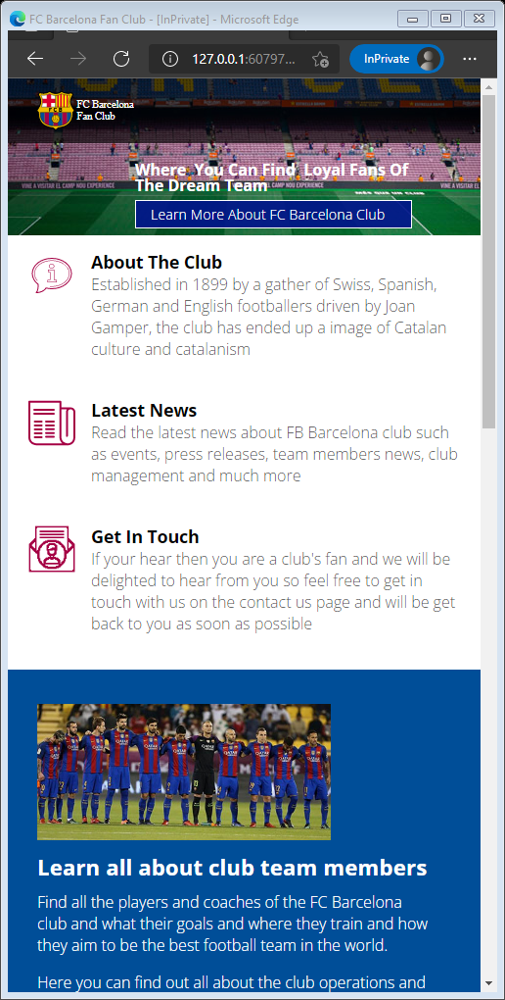 FC Barcelona Fan Club - [InPrivate] - Microsoft Edge
127.0.0.1:60797...
InPrivate
FC Barcelona
Fan Club
VINE A VISITAR EL CAMP NOU EXPERIENCE
Where You Can Find Loyal Fans Of
The Dream Team
Learn More About FC Barcelona Club
About The Club
Established in 1899 by a gather of Swiss, Spanish,
German and English footballers driven by Joan
Gamper, the club has ended up a image of Catalan
culture and catalanism
Latest News
Read the latest news about FB Barcelona club such
as events, press releases, team members news, club
management and much more
Get In Touch
If your hear then you are a club's fan and we will be
delighted to hear from you so feel free to get in
touch with us on the contact us page and will be get
back to you as soon as possible
Learn all about club team members
Find all the players and coaches of the FC Barcelona
club and what their goals and where they train and how
they aim to be the best football team in the world.
Here you can find out all about the club operations and